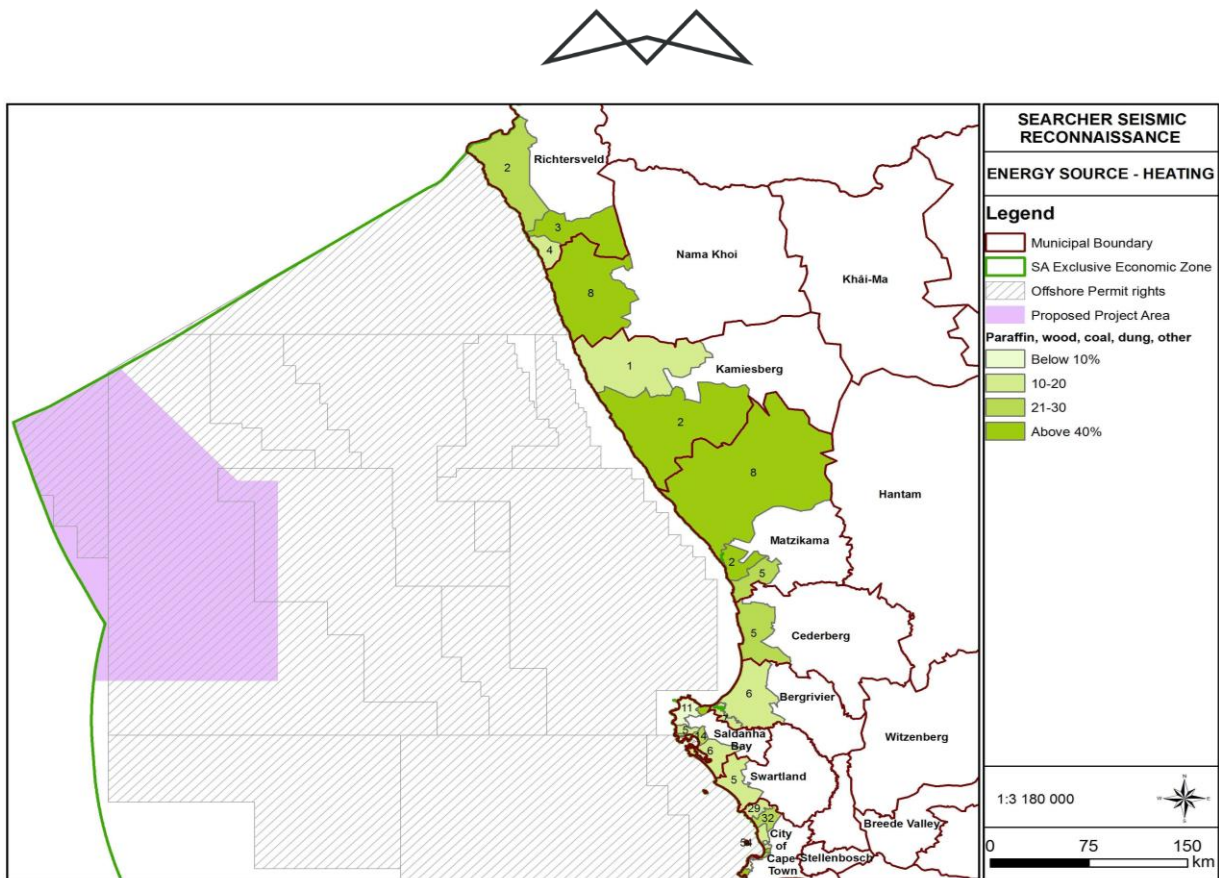 SEARCHER SEISMIC
RECONNAISSANCE
ENERGY SOURCE - HEATING
Legend
Municipal Boundary
SA Exclusive Economic Zone
Offshore Permit rights
Proposed Project Area
Paraffin, wood, coal, dung, other
Below 10%
10-20
21-30
Above 40%
1:3 180 000
N
W E
S
0 75 150
km
2
Richtersveld
3
4
Nama Khoi
8
Khâi-Ma
1
Kamiesberg
2
8
Hantam
Matzikama
2
5
5
Cederberg
6
Bergrivier
11
7
5
14
Saldanha
Bay
6
Witzenberg
5
Swartland
29
32
Breede Valley
54
City
of
Cape
Town
Stellenbosch